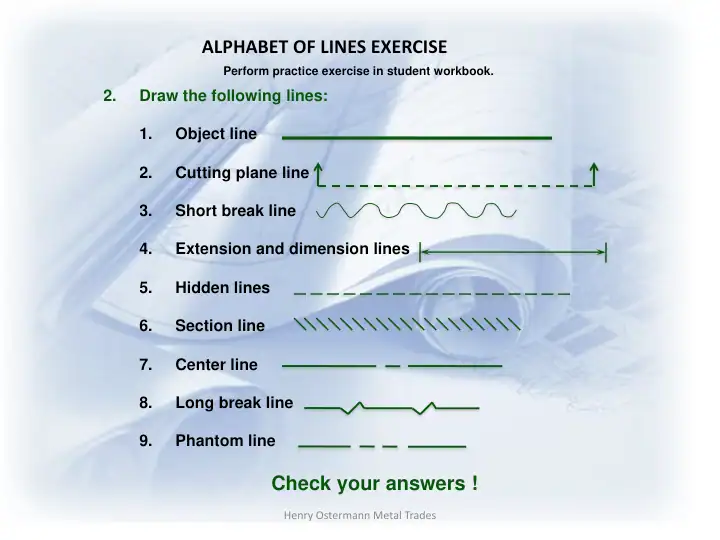 ALPHABET OF LINES EXERCISE
Perform practice exercise in student workbook.
2. Draw the following lines:
1. Object line
2. Cutting plane line
3. Short break line
4. Extension and dimension lines
5. Hidden lines
6. Section line
7. Center line
8. Long break line
9. Phantom line
Check your answers !
Henry Ostermann Metal Trades